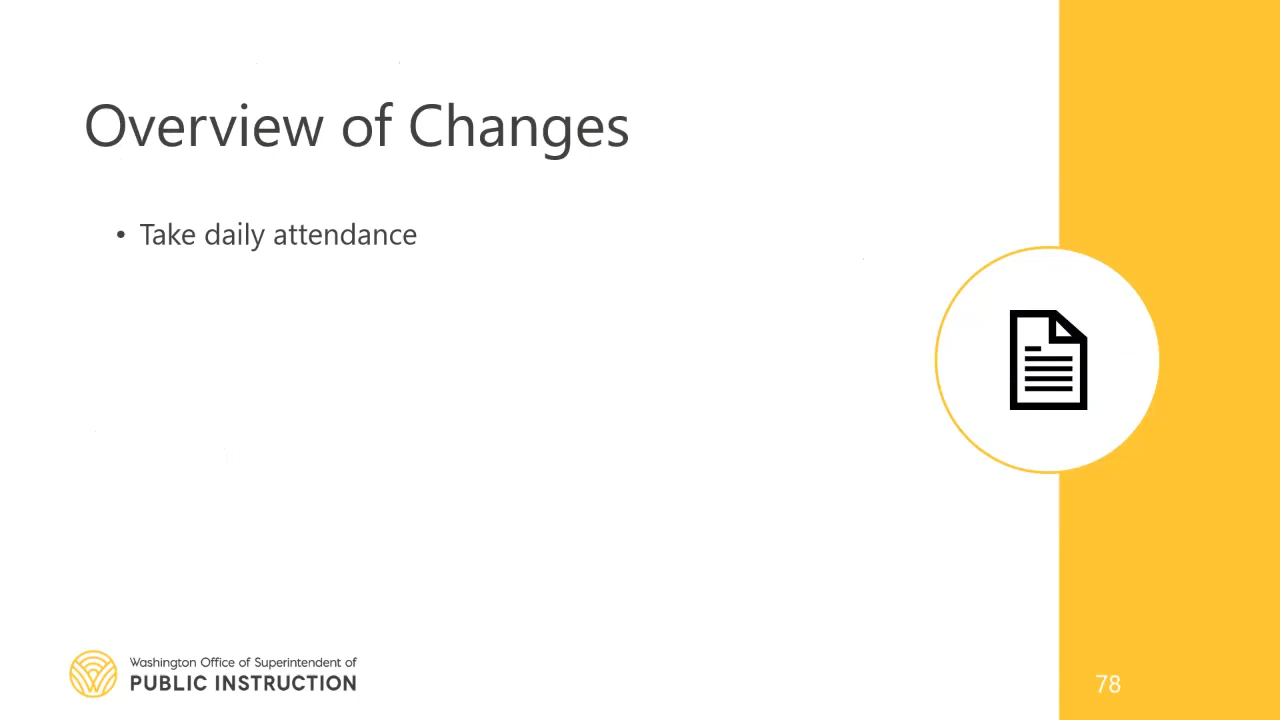 Overview of Changes
• Take daily attendance
Washington Office of Superintendent of
PUBLIC INSTRUCTION
78